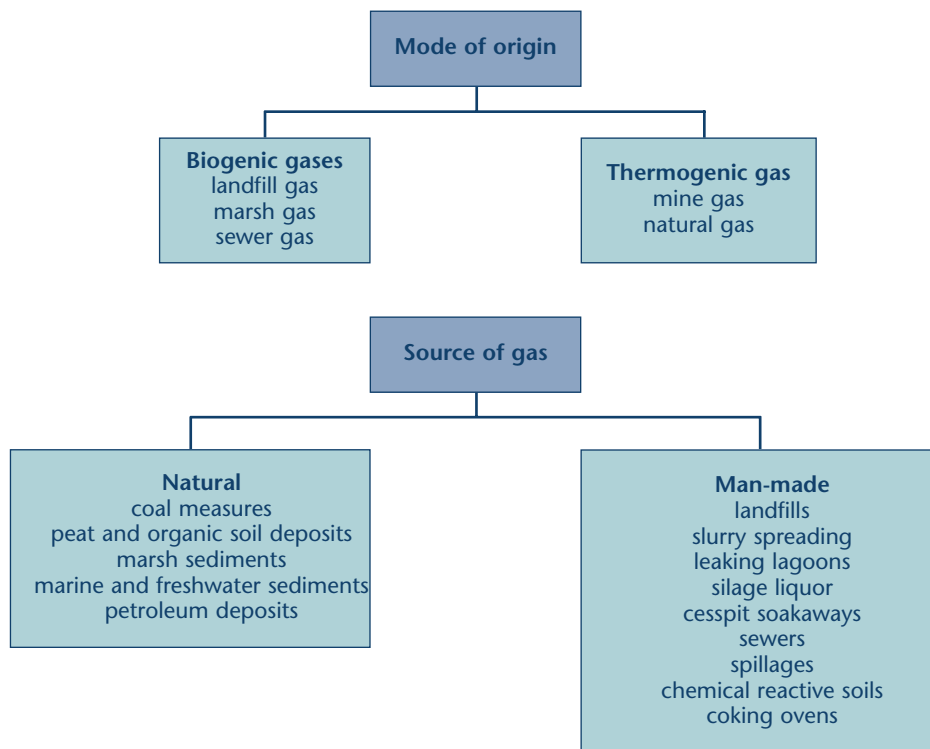 Mode of origin
Biogenic gases
landfill gas
marsh gas
sewer gas
Thermogenic gas
mine gas
natural gas
Source of gas
Natural
coal measures
peat and organic soil deposits
marsh sediments
marine and freshwater sediments
petroleum deposits
Man-made
landfills
slurry spreading
leaking lagoons
silage liquor
cesspit soakaways
sewers
spillages
chemical reactive soils
coking ovens